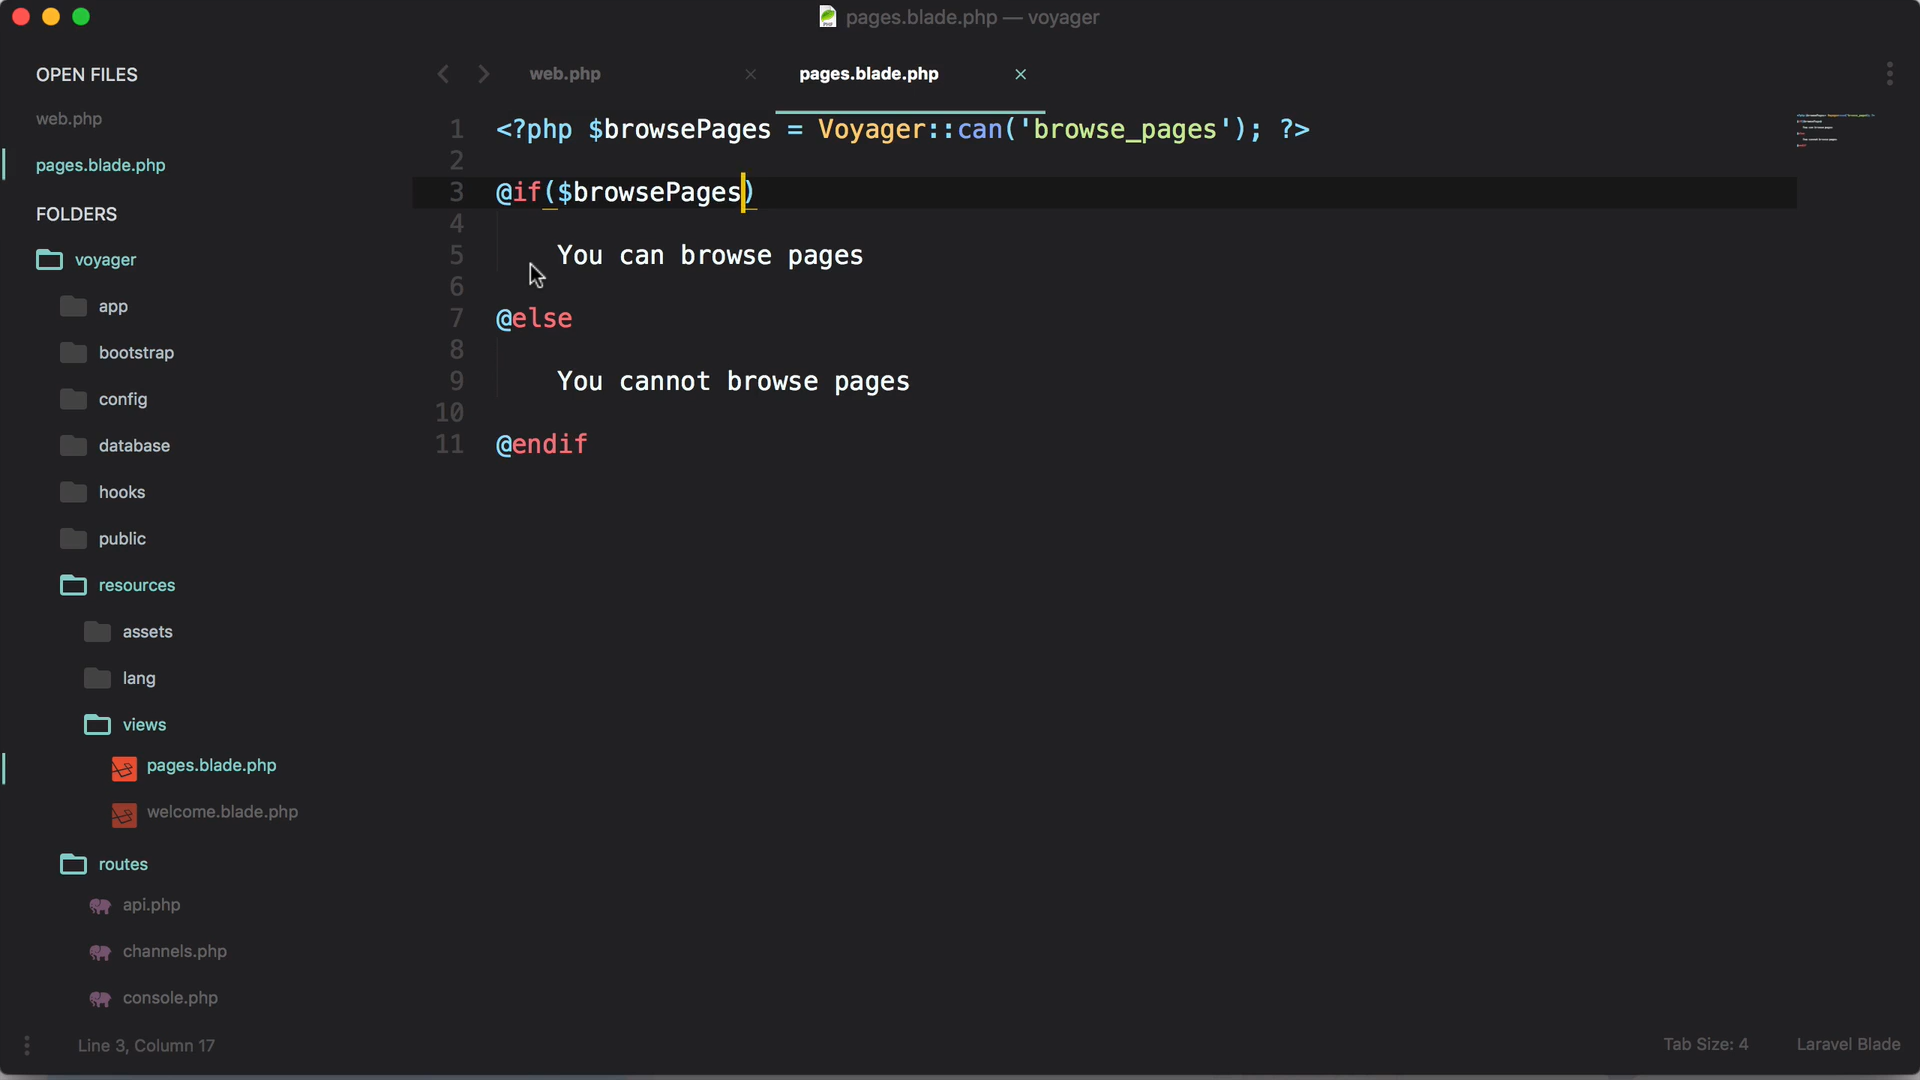 pages.blade.php — voyager
OPEN FILES
web.php
pages.blade.php
FOLDERS
voyager
app
bootstrap
config
database
hooks
public
resources
assets
lang
views
pages.blade.php
welcome.blade.php
routes
api.php
channels.php
console.php
web.php
pages.blade.php
1 <?php $browsePages = Voyager::can('browse_pages'); ?>
2
3 @if($browsePages)
4
5 You can browse pages
6
7 @else
8
9 You cannot browse pages
10
11 @endif
Line 3, Column 17
Tab Size: 4
Laravel Blade